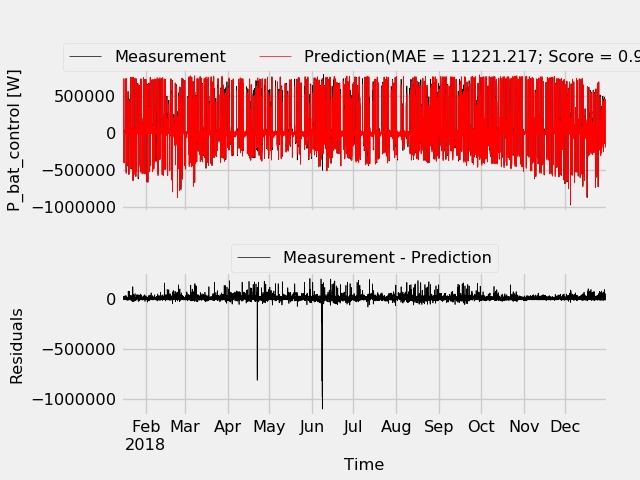 Measurement Prediction(MAE = 11221.217; Score = 0.9
P_bat_control [W]
500000
0
−500000
−1000000
Measurement - Prediction
Residuals
0
−500000
−1000000
Feb Mar Apr May Jun Jul Aug Sep Oct Nov Dec
2018
Time